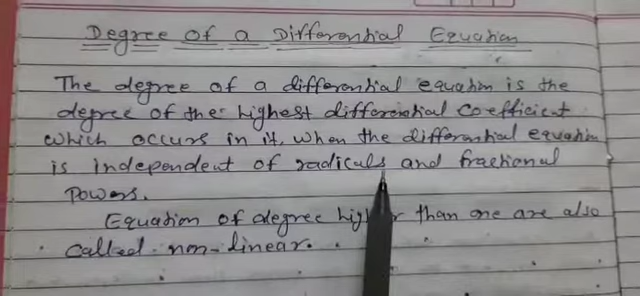 Degree of a Differential Equation
The degree of a differential equation is the
degree of the highest differential coefficient
which occurs in it, when the differential equation
is independent of radicals and fractional
powers.
Equation of degree higher than one are also
called non-linear.